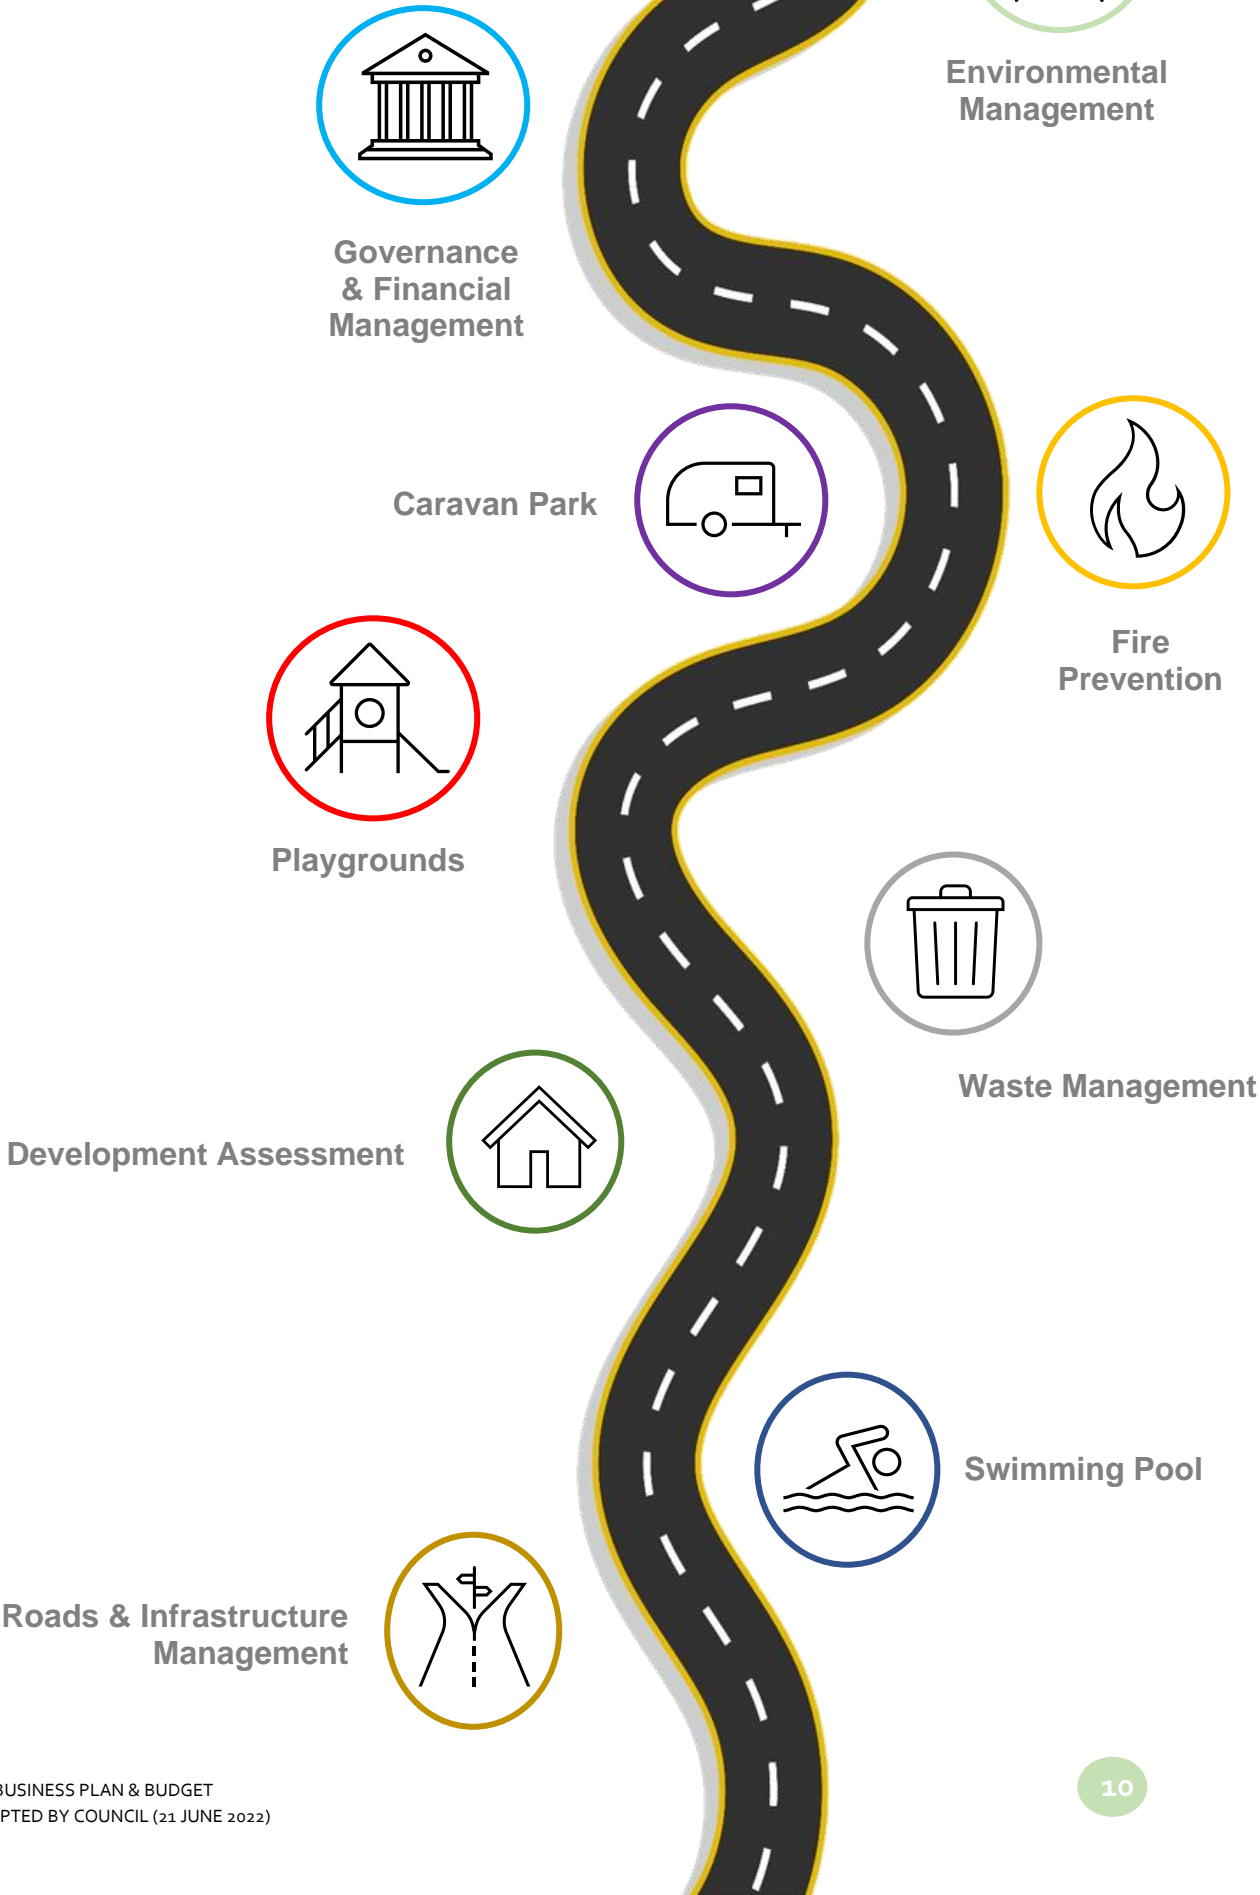 Environmental
Management
Governance
& Financial
Management
Caravan Park
Fire
Prevention
Playgrounds
Waste Management
Development Assessment
Swimming Pool
Roads & Infrastructure
Management
BUSINESS PLAN & BUDGET
PTED BY COUNCIL (21 JUNE 2022)
10